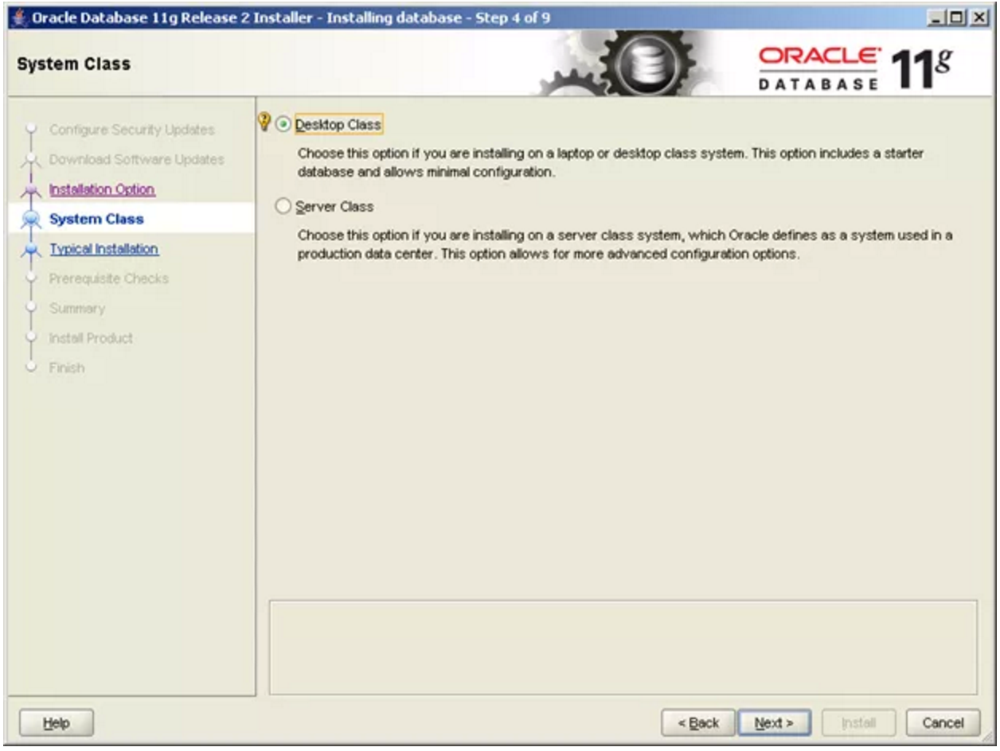 Oracle Database 11g Release 2 Installer - Installing database - Step 4 of 9
System Class
ORACLE
DATABASE
11g
Configure Security Updates
Download Software Updates
Installation Option
System Class
Typical Installation
Prerequisite Checks
Summary
Install Product
Finish
Desktop Class
Choose this option if you are installing on a laptop or desktop class system. This option includes a starter
database and allows minimal configuration.
Server Class
Choose this option if you are installing on a server class system, which Oracle defines as a system used in a
production data center. This option allows for more advanced configuration options.
Help
< Back
Next >
Install
Cancel